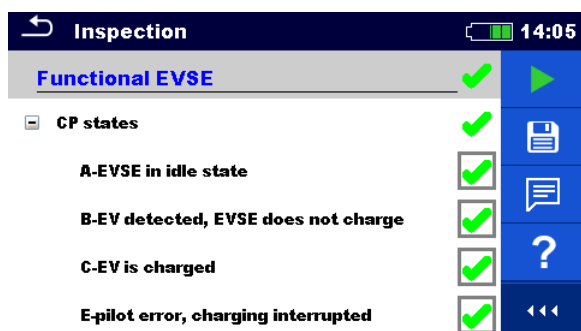 Inspection 14:05
Functional EVSE
CP states
A-EVSE in idle state
B-EV detected, EVSE does not charge
?
C-EV is charged
E-pilot error, charging interrupted